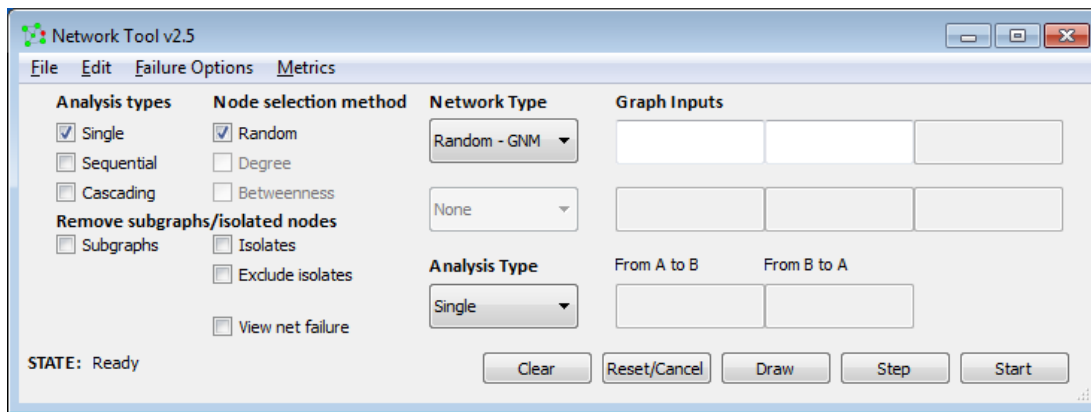 Network Tool v2.5
File Edit Failure Options Metrics
Analysis types Node selection method Network Type Graph Inputs
Single Random Random - GNM
Sequential Degree
Cascading Betweenness None
Remove subgraphs/isolated nodes
Subgraphs Isolates
Exclude isolates Analysis Type From A to B From B to A
Single
View net failure
STATE: Ready Clear Reset/Cancel Draw Step Start